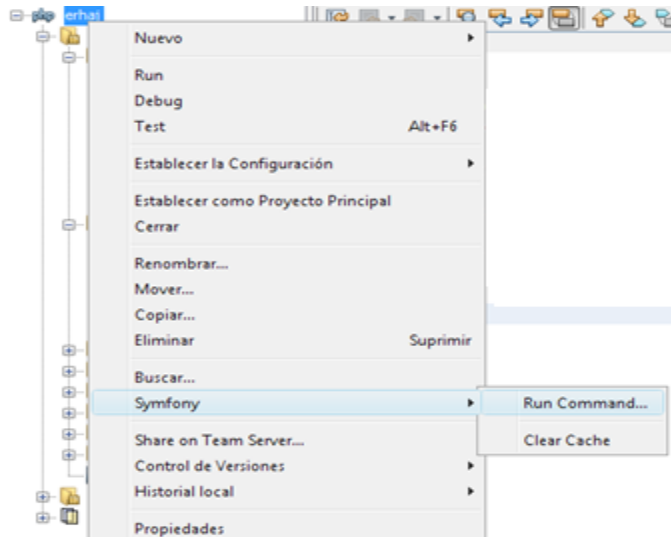 php erhat
Nuevo
Run
Debug
Test Alt+F6
Establecer la Configuración
Establecer como Proyecto Principal
Cerrar
Renombrar...
Mover...
Copiar...
Eliminar Suprimir
Buscar...
Symfony
Run Command...
Clear Cache
Share on Team Server...
Control de Versiones
Historial local
Propiedades